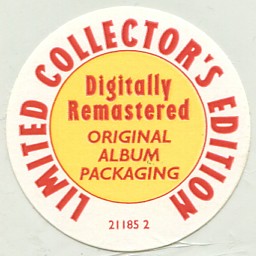 LIMITED COLLECTOR'S EDITION
Digitally
Remastered
ORIGINAL
ALBUM
PACKAGING
21185 2